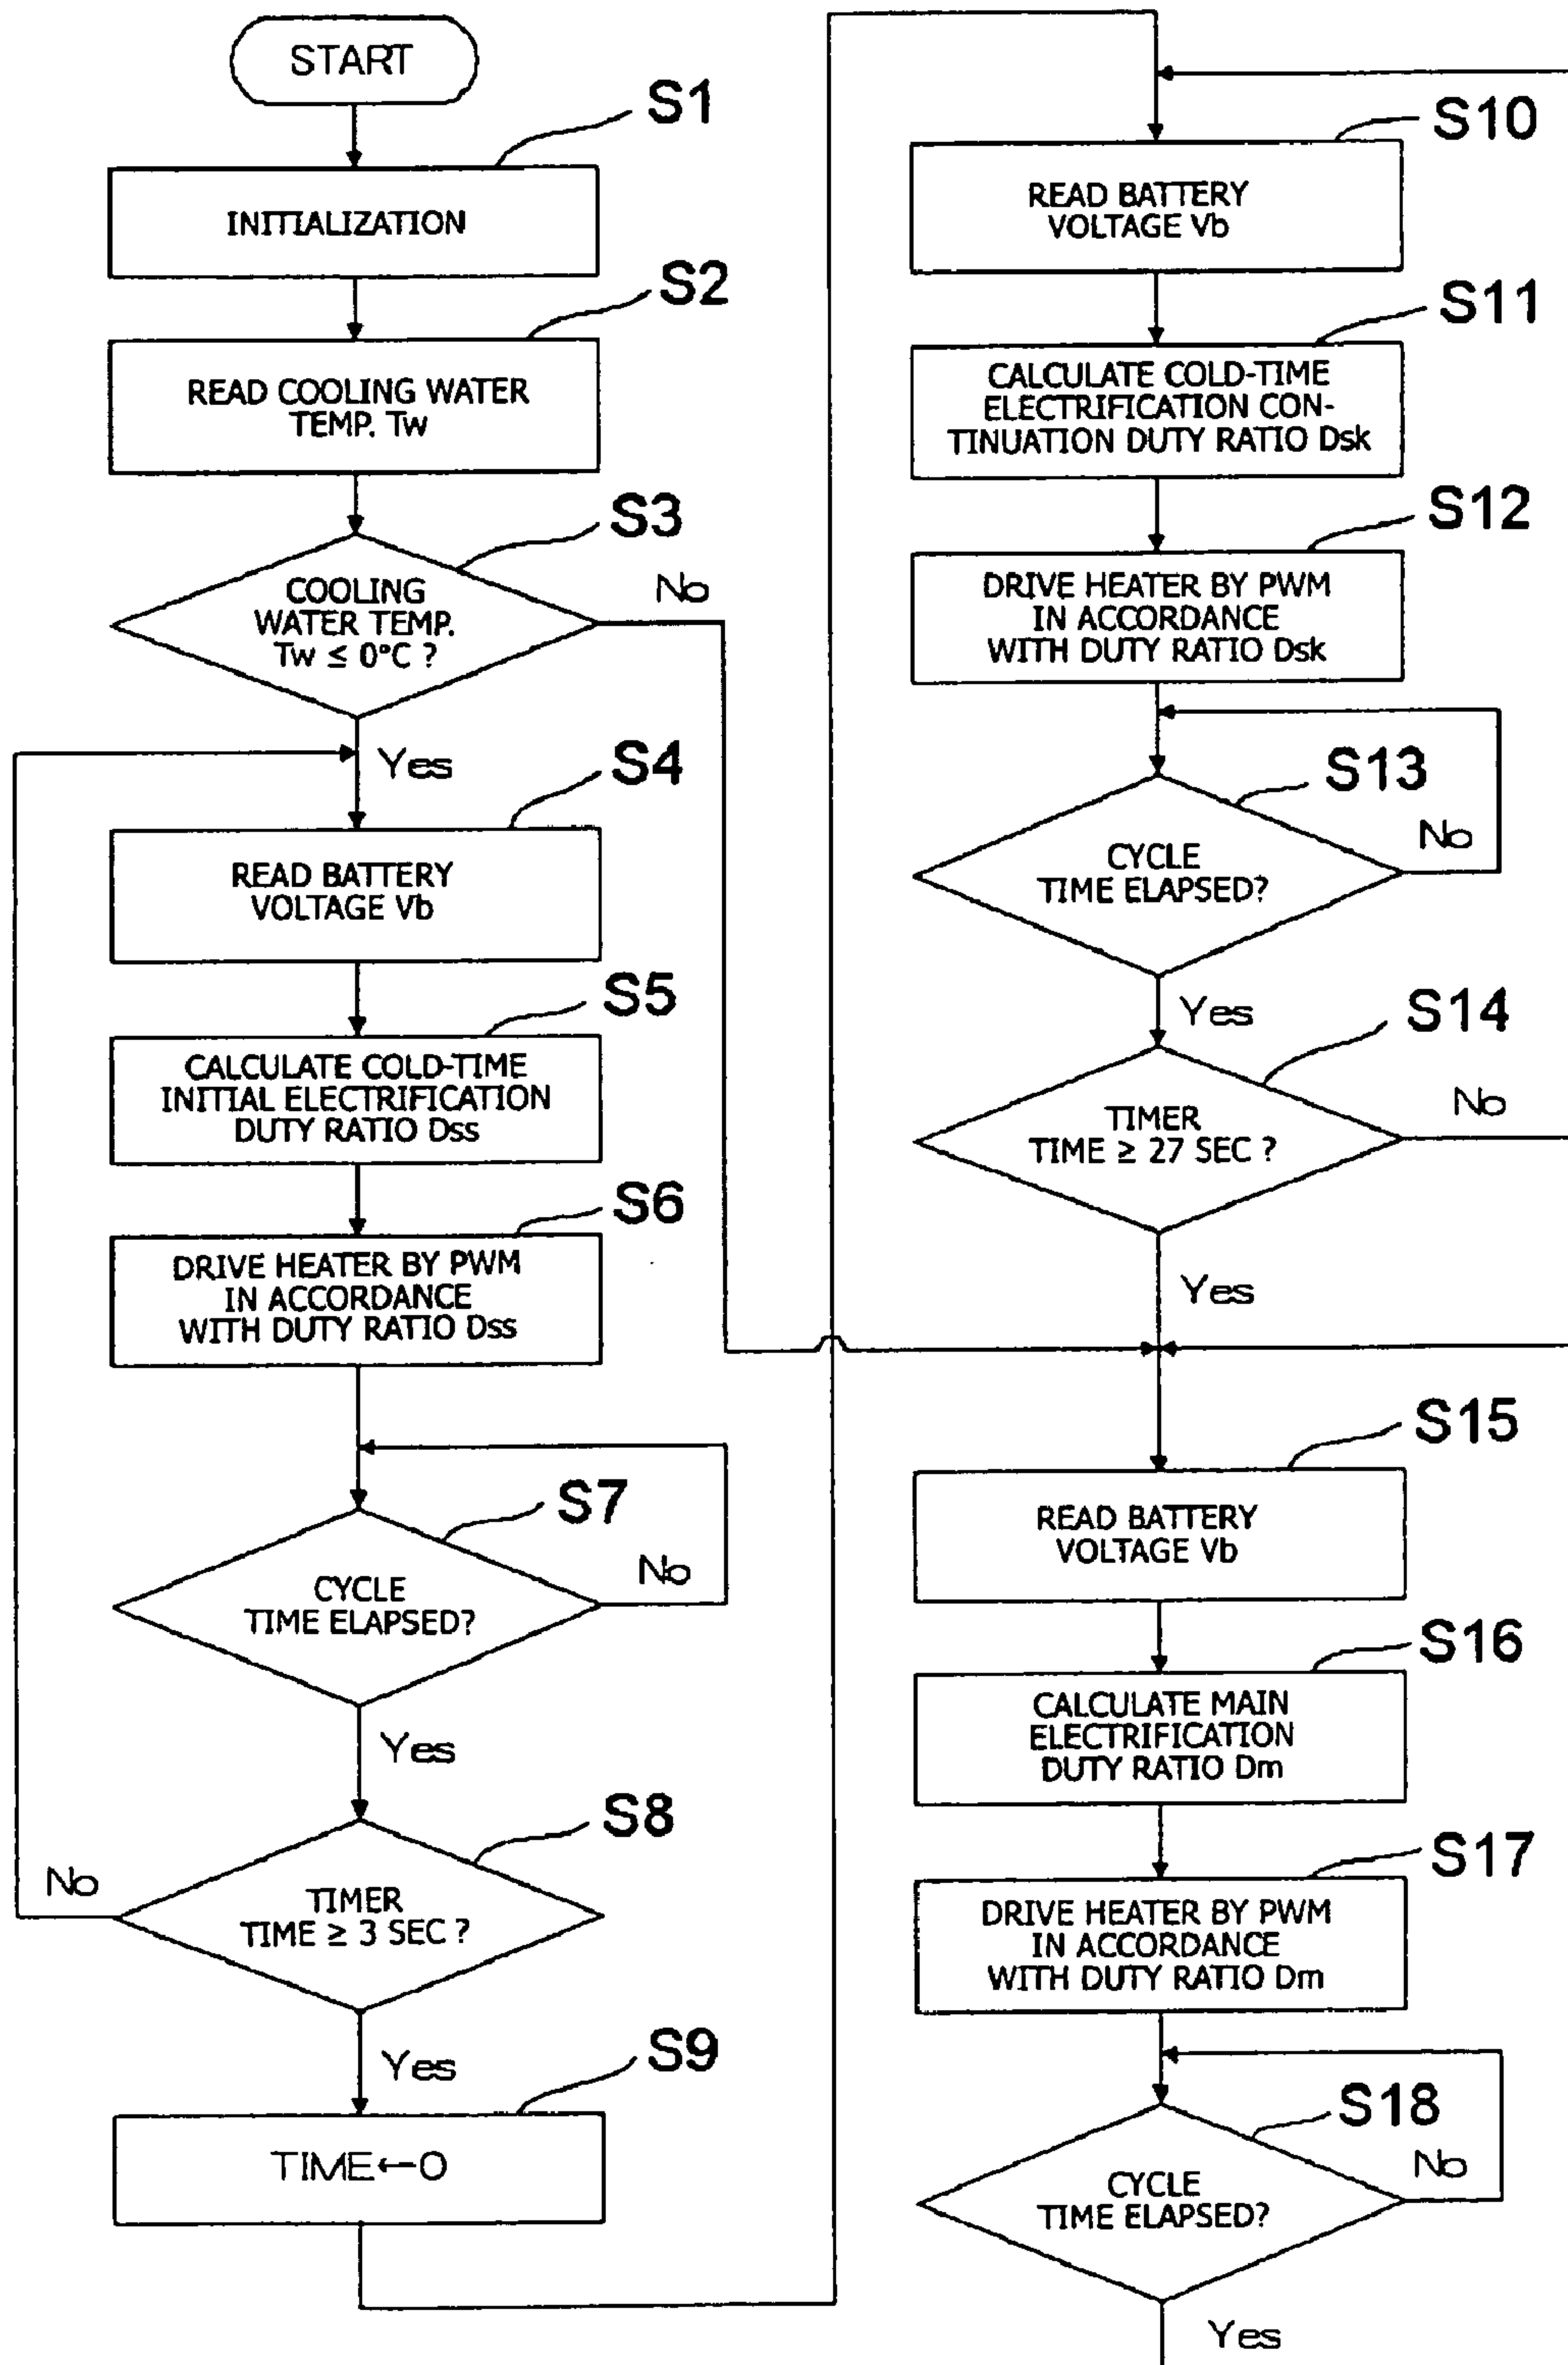 START
S1
INITIALIZATION
S2
READ COOLING WATER
TEMP. Tw
S3
COOLING
WATER TEMP.
Tw ≤ 0°C ?
No
Yes
S4
READ BATTERY
VOLTAGE Vb
S5
CALCULATE COLD-TIME
INITIAL ELECTRIFICATION
DUTY RATIO Dss
S6
DRIVE HEATER BY PWM
IN ACCORDANCE
WITH DUTY RATIO Dss
S7
CYCLE
TIME ELAPSED?
No
Yes
S8
TIMER
TIME ≥ 3 SEC ?
No
Yes
S9
TIME←0
S10
READ BATTERY
VOLTAGE Vb
S11
CALCULATE COLD-TIME
ELECTRIFICATION CON-
TINUATION DUTY RATIO Dsk
S12
DRIVE HEATER BY PWM
IN ACCORDANCE
WITH DUTY RATIO Dsk
S13
CYCLE
TIME ELAPSED?
No
Yes
S14
TIMER
TIME ≥ 27 SEC ?
No
Yes
S15
READ BATTERY
VOLTAGE Vb
S16
CALCULATE MAIN
ELECTRIFICATION
DUTY RATIO Dm
S17
DRIVE HEATER BY PWM
IN ACCORDANCE
WITH DUTY RATIO Dm
S18
CYCLE
TIME ELAPSED?
No
Yes